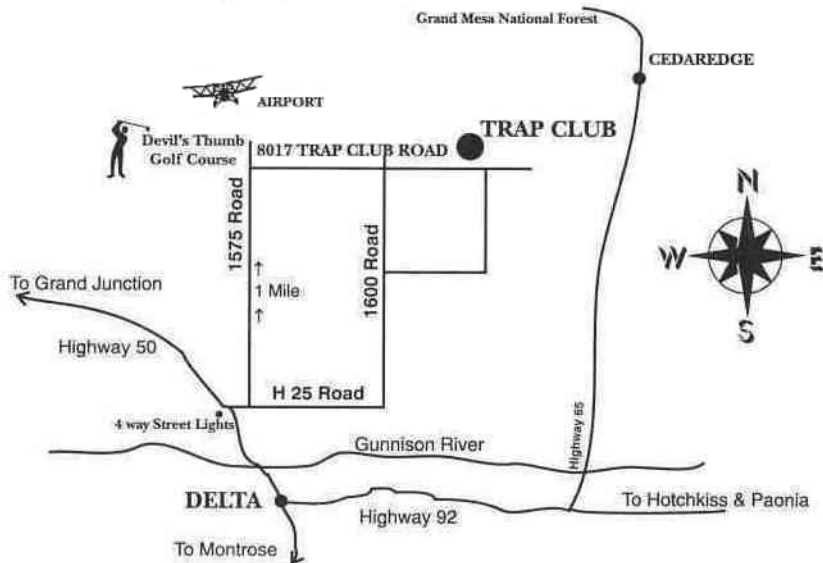 Grand Mesa National Forest
CEDAREDGE
AIRPORT
TRAP CLUB
Devil's Thumb
Golf Course
8017 TRAP CLUB ROAD
1575 Road
1600 Road
N
W
E
S
To Grand Junction
↑
1 Mile
↑
Highway 50
H 25 Road
4 way Street Lights
Gunnison River
Highway 65
DELTA
Highway 92
To Hotchkiss & Paonia
To Montrose